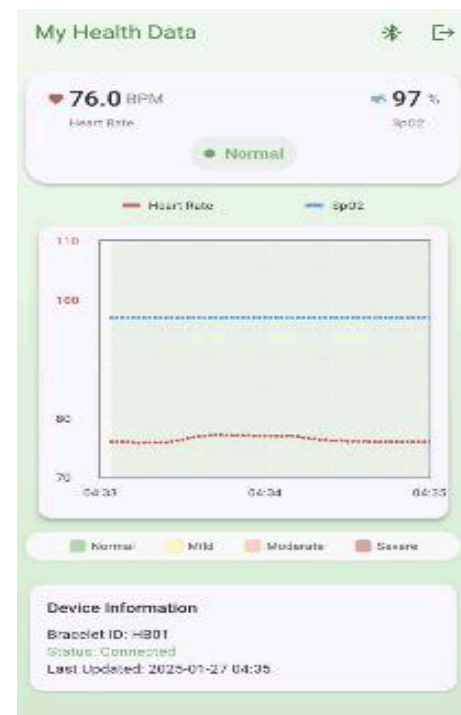 My Health Data
76.0 BPM
97 %
Heart Rate
SpO2
Normal
Heart Rate
SpO2
110
100
80
70
04:33
04:34
04:35
Normal
Mild
Moderate
Severe
Device Information
Bracelet ID: HB01
Status: Connected
Last Updated: 2025-01-27 04:35